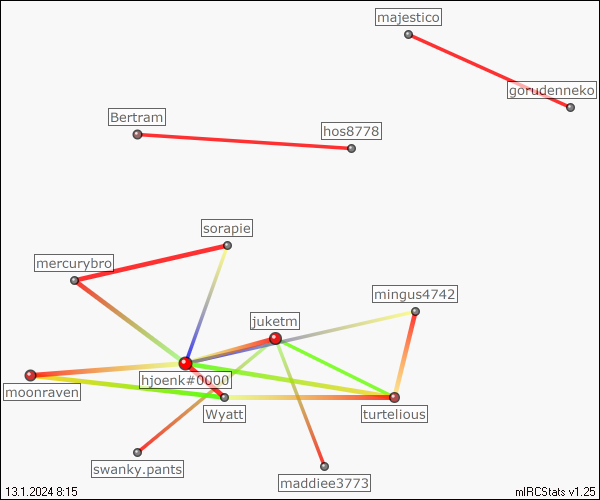 majestico
gorudenneko
Bertram
hos8778
sorapie
mercurybro
mingus4742
juketm
hjoenk#0000
moonraven
Wyatt
turtelious
swanky.pants
maddiee3773
13.1.2024 8:15
mIRCStats v1.25